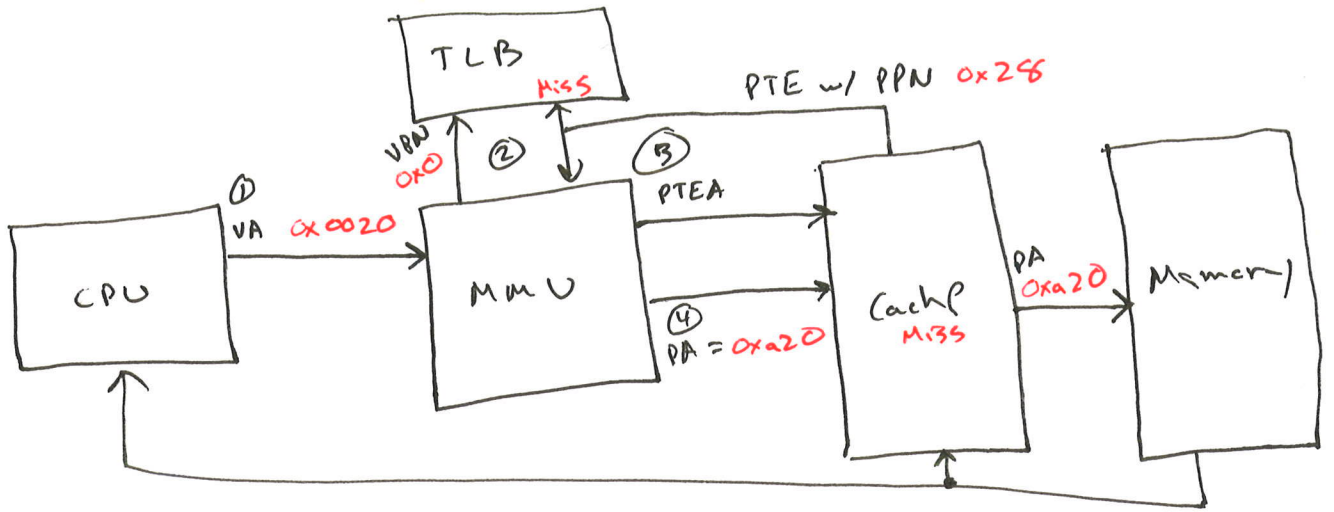 TLB
Miss
PTE w/ PPN 0x28
VPN
0x0
②
③
①
VA 0x0020
PTEA
CPU
MMU
④
PA = 0xa20
Cache
Miss
PA
0xa20
Memory